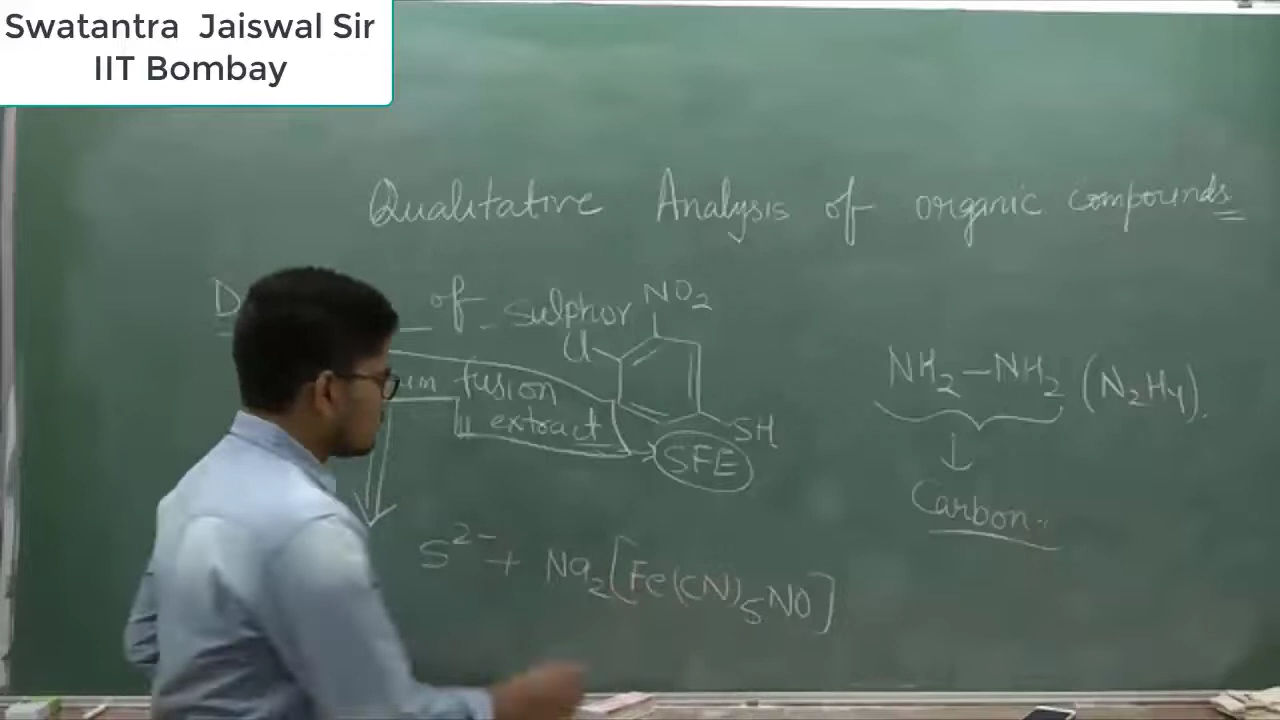 Swatantra Jaiswal Sir
IIT Bombay
Qualitative Analysis of organic compounds
of sulphor
NO2
Cl
fusion
extract
SH
SFE
NH2-NH2 (N2H4).
Carbon.
S2- + Na2[Fe(CN)5NO]